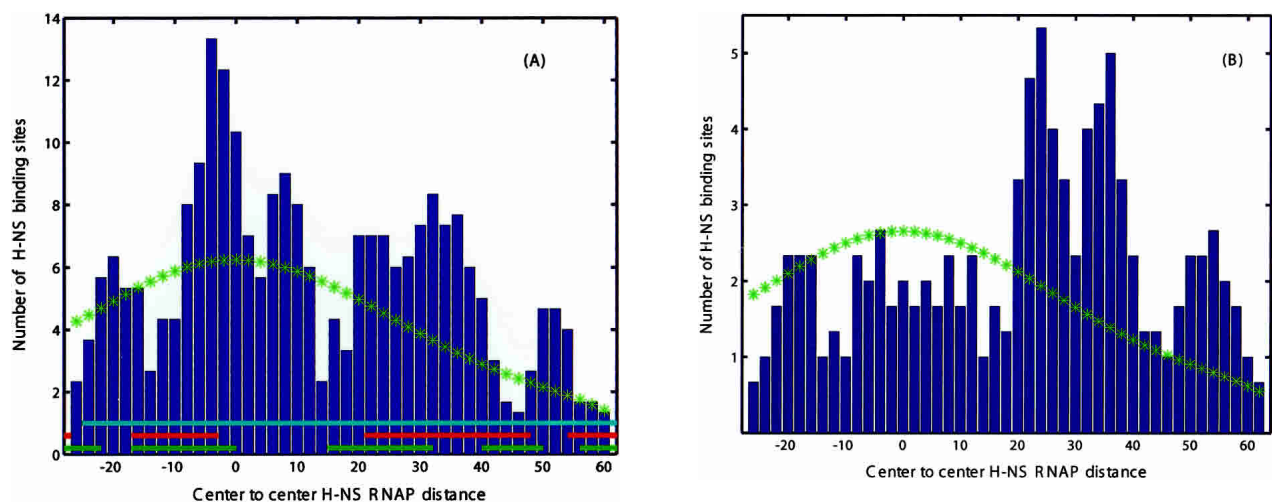 (A)
Number of H-NS binding sites
14
12
10
8
6
4
2
0
-20 -10 0 10 20 30 40 50 60
Center to center H-NS RNAP distance
(B)
Number of H-NS binding sites
5
4
3
2
1
-20 -10 0 10 20 30 40 50 60
Center to center H-NS RNAP distance